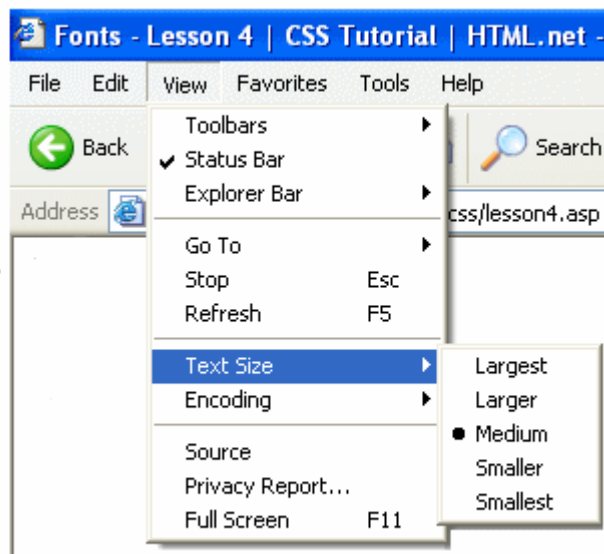 Fonts - Lesson 4 | CSS Tutorial | HTML.net -
File Edit View Favorites Tools Help
Back Search
Address css/lesson4.asp
Toolbars
Status Bar
Explorer Bar
Go To
Stop Esc
Refresh F5
Text Size
Encoding
Source
Privacy Report...
Full Screen F11
Largest
Larger
Medium
Smaller
Smallest